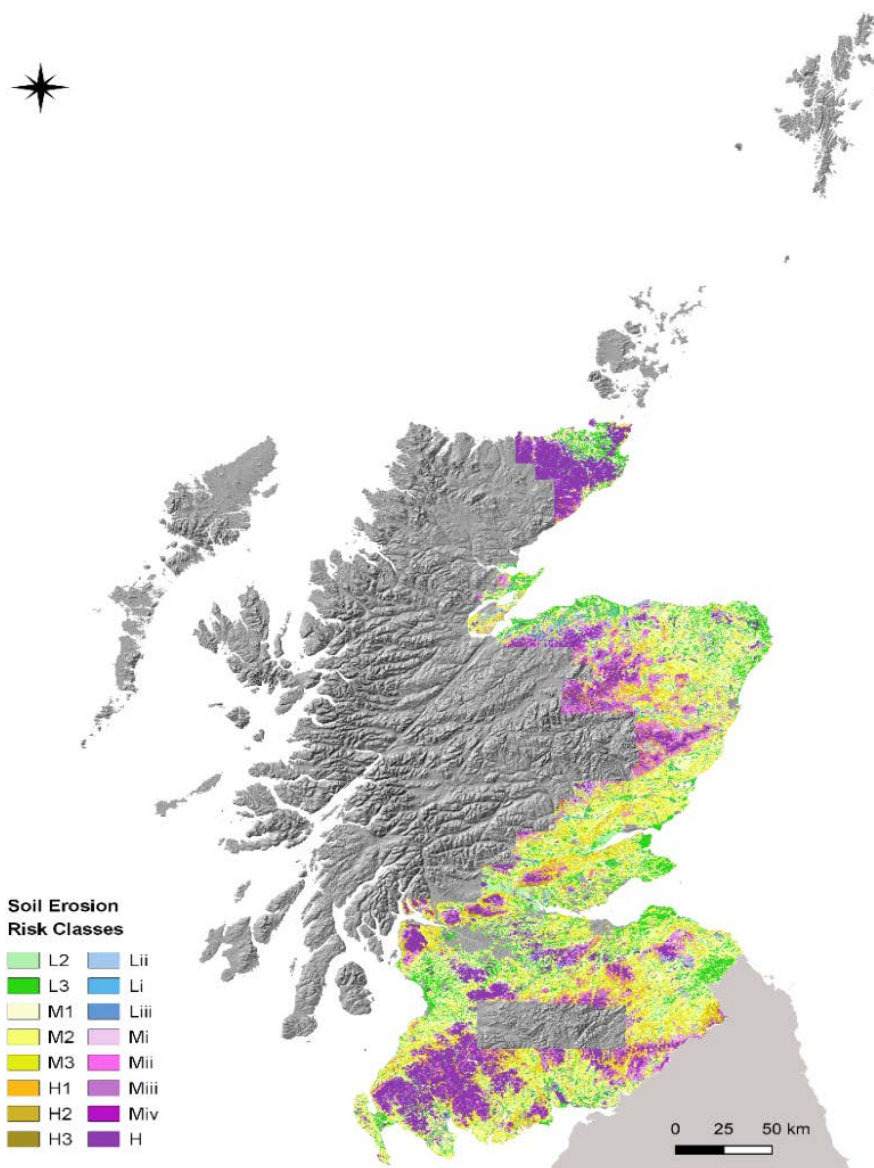 Soil Erosion
Risk Classes
L2 Lii
L3 Li
M1 Liii
M2 Mi
M3 Mii
H1 Miii
H2 Miv
H3 H
0 25 50 km